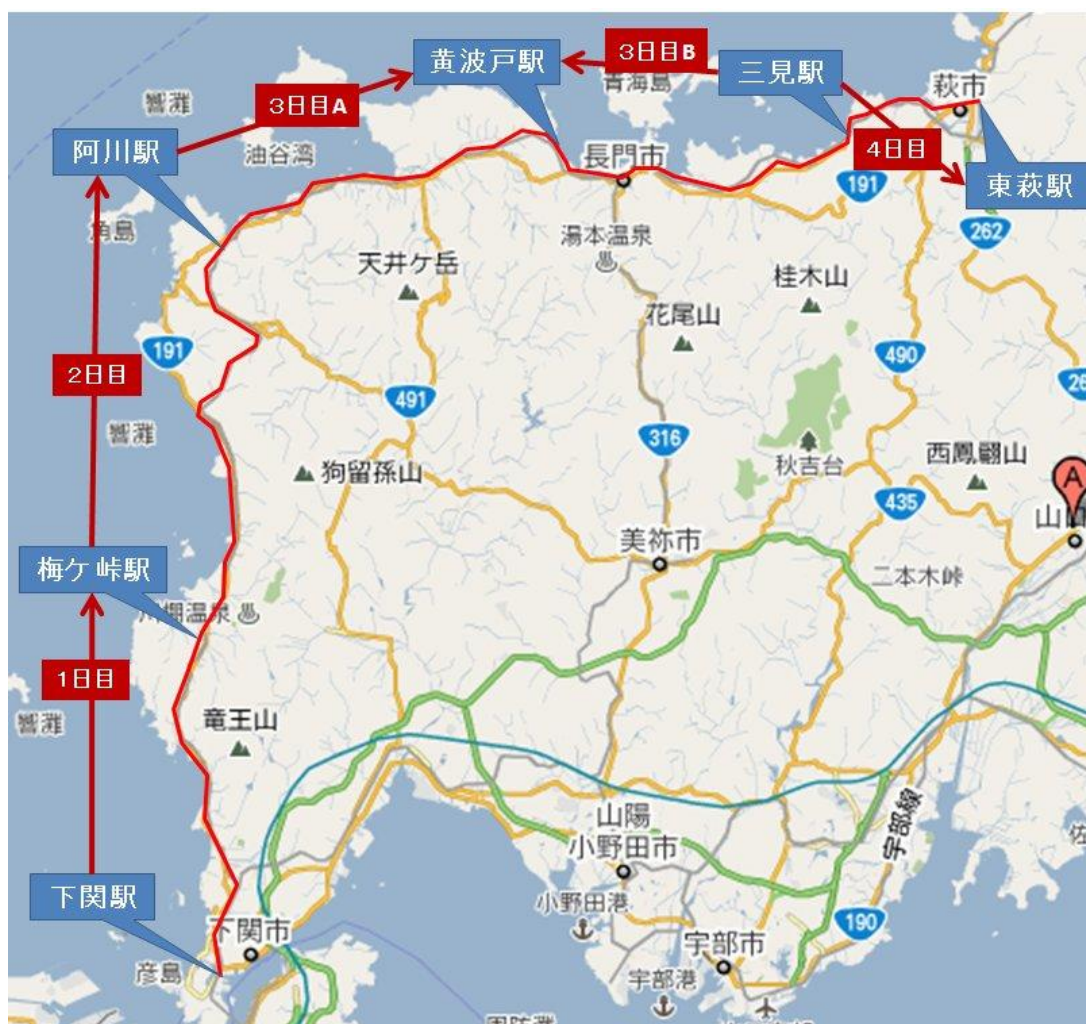 黄波戸駅
3日目B
三見駅
青海島
萩市
響灘
3日目A
油谷湾
阿川駅
長門市
4日目
191
東萩駅
角島
262
湯本温泉
天井ケ岳
桂木山
花尾山
2日目
191
490
491
響灘
316
狗留孫山
秋吉台
西鳳翩山
A
435
美祢市
梅ケ峠駅
二本木峠
川棚温泉
1日目
響灘
竜王山
山陽
小野田市
宇部線
下関駅
小野田港
190
下関市
宇部市
彦島
宇部港